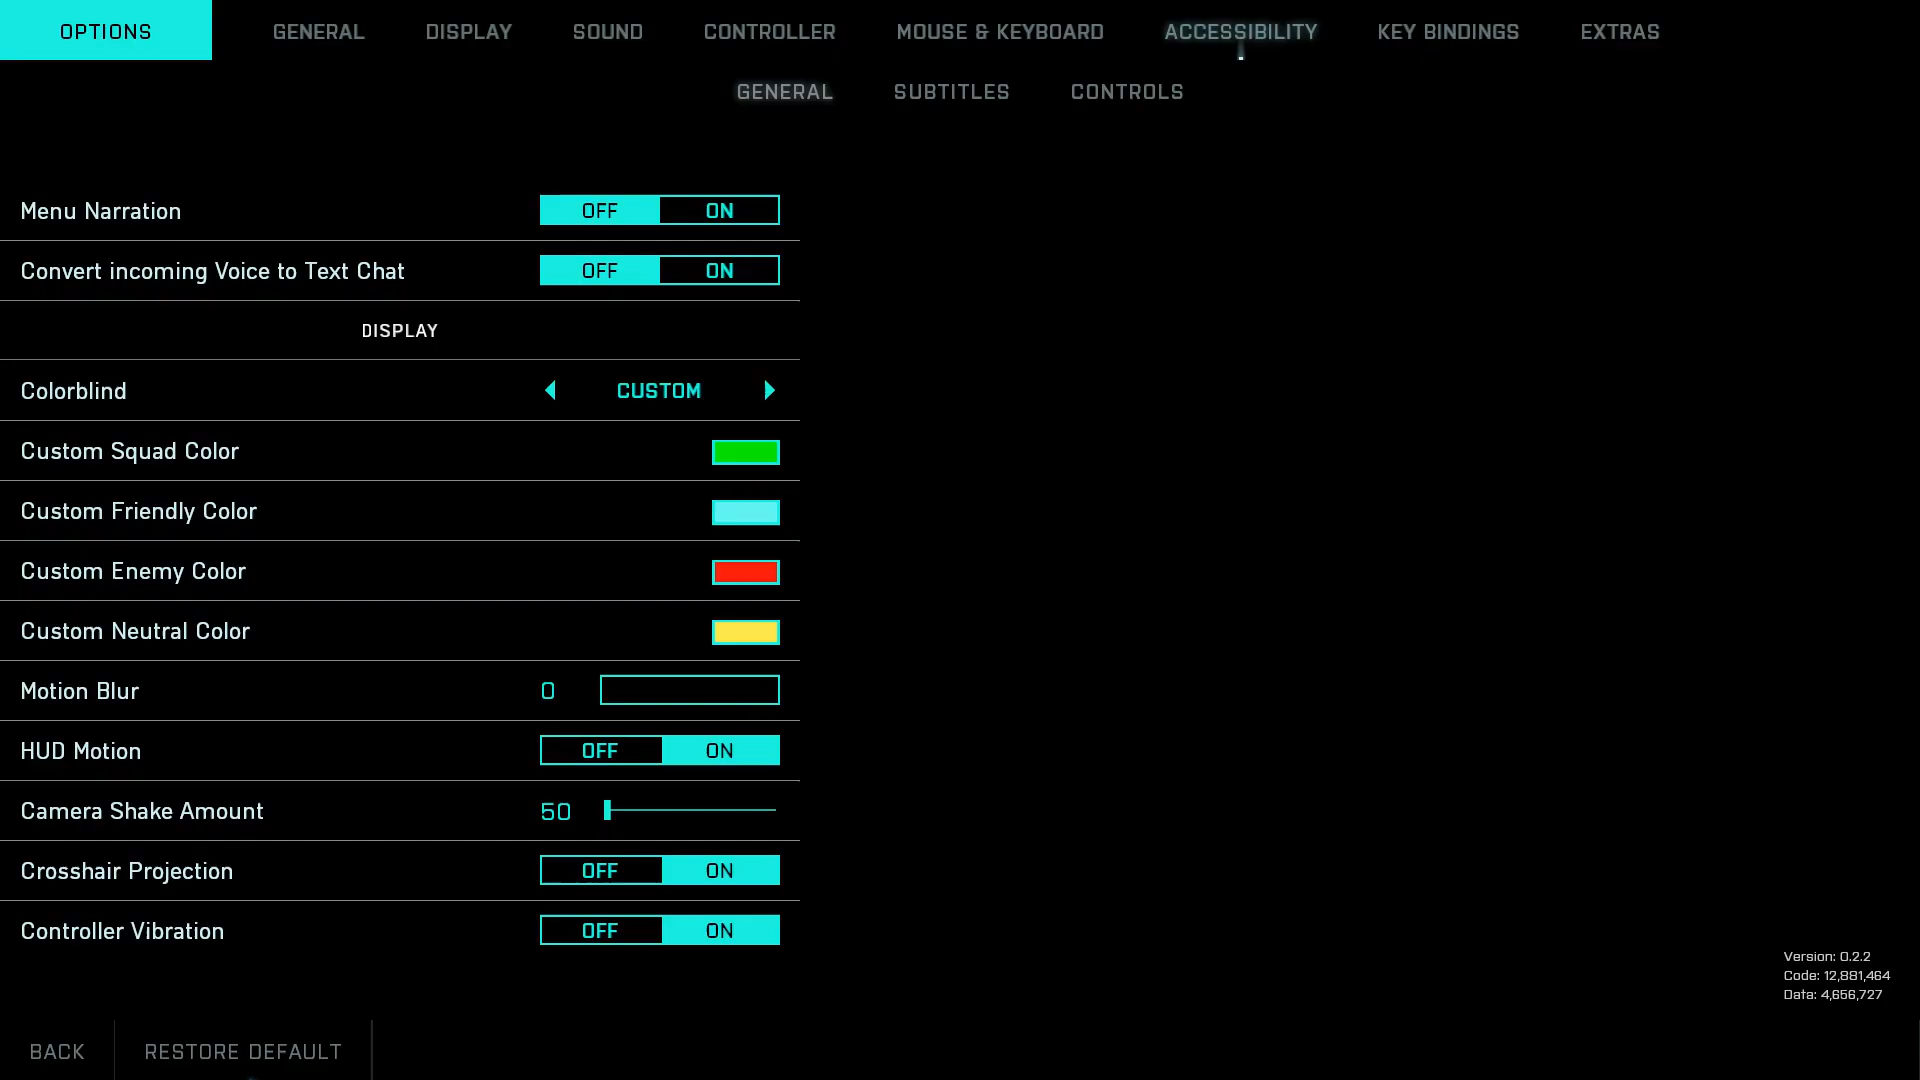 OPTIONS GENERAL DISPLAY SOUND CONTROLLER MOUSE & KEYBOARD ACCESSIBILITY KEY BINDINGS EXTRAS
GENERAL SUBTITLES CONTROLS
Menu Narration OFF ON
Convert incoming Voice to Text Chat OFF ON
DISPLAY
Colorblind CUSTOM
Custom Squad Color
Custom Friendly Color
Custom Enemy Color
Custom Neutral Color
Motion Blur 0
HUD Motion OFF ON
Camera Shake Amount 50
Crosshair Projection OFF ON
Controller Vibration OFF ON
Version: 0.2.2
Code: 12,881,464
Data: 4,656,727
BACK RESTORE DEFAULT